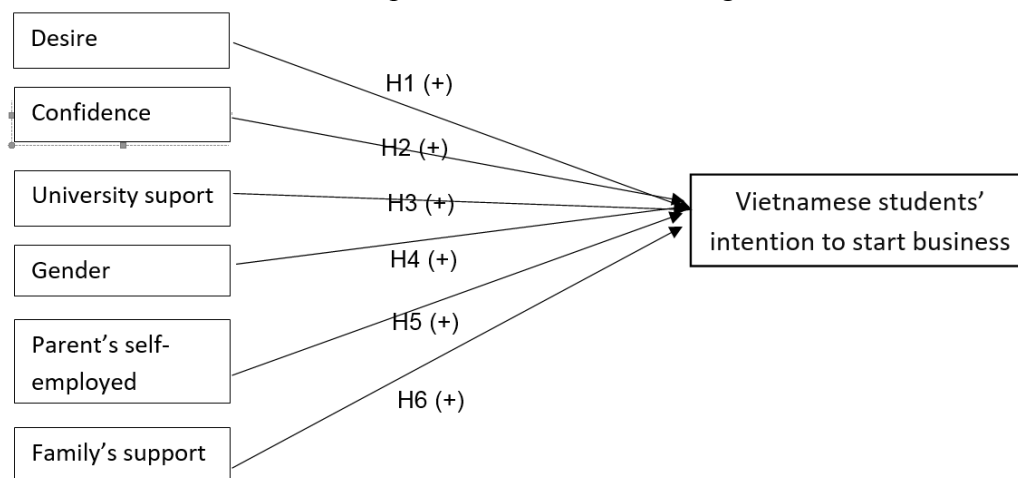 Desire
H1 (+)
Confidence
H2 (+)
University suport
H3 (+)
Vietnamese students’
intention to start business
Gender
H4 (+)
Parent’s self-
employed
H5 (+)
H6 (+)
Family’s support